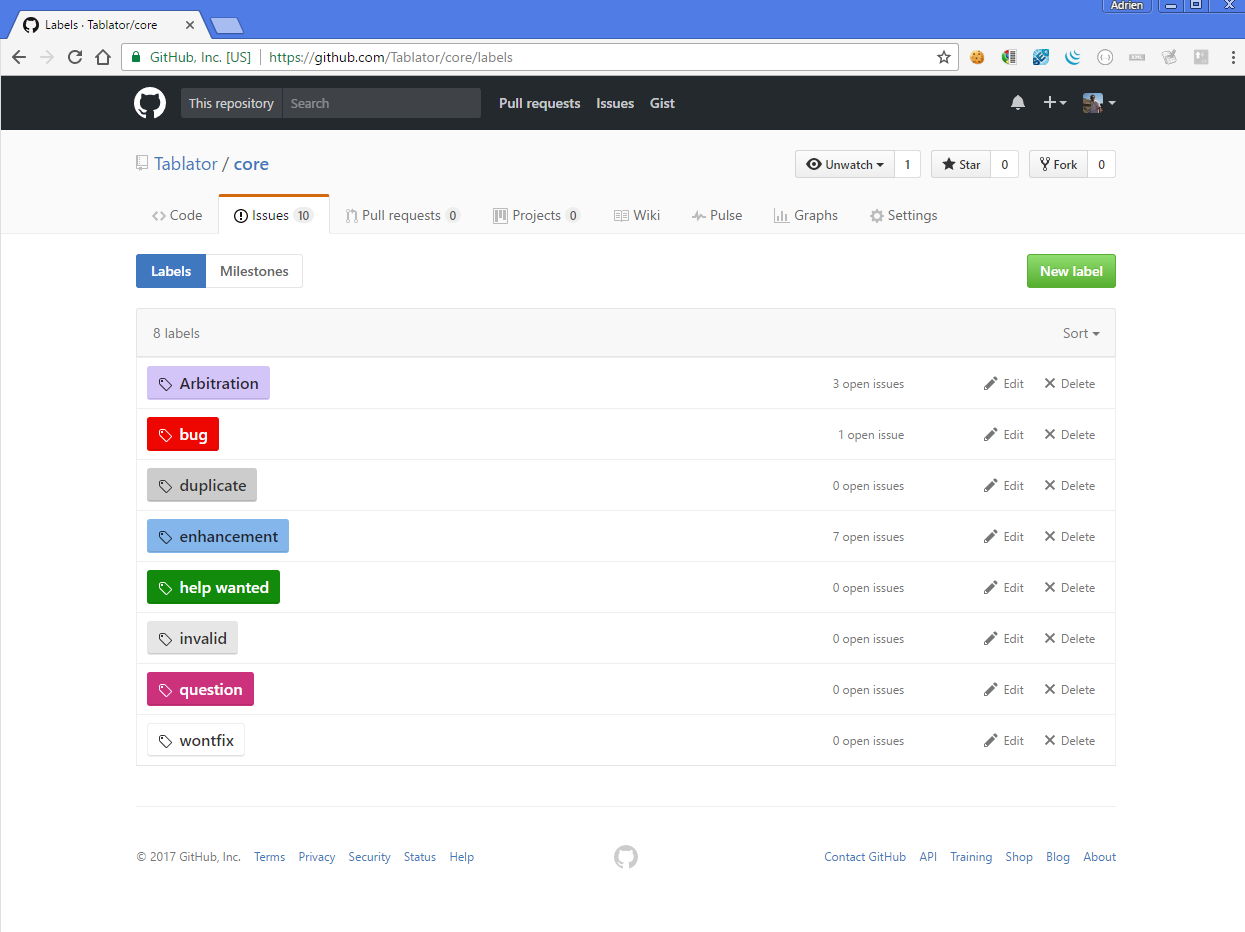 Adrien
Labels · Tablator/core
GitHub, Inc. [US] https://github.com/Tablator/core/labels
This repository Search Pull requests Issues Gist
Tablator / core Unwatch 1 Star 0 Fork 0
Code Issues 10 Pull requests 0 Projects 0 Wiki Pulse Graphs Settings
Labels Milestones New label
8 labels Sort
Arbitration 3 open issues Edit Delete
bug 1 open issue Edit Delete
duplicate 0 open issues Edit Delete
enhancement 7 open issues Edit Delete
help wanted 0 open issues Edit Delete
invalid 0 open issues Edit Delete
question 0 open issues Edit Delete
wontfix 0 open issues Edit Delete
© 2017 GitHub, Inc. Terms Privacy Security Status Help Contact GitHub API Training Shop Blog About